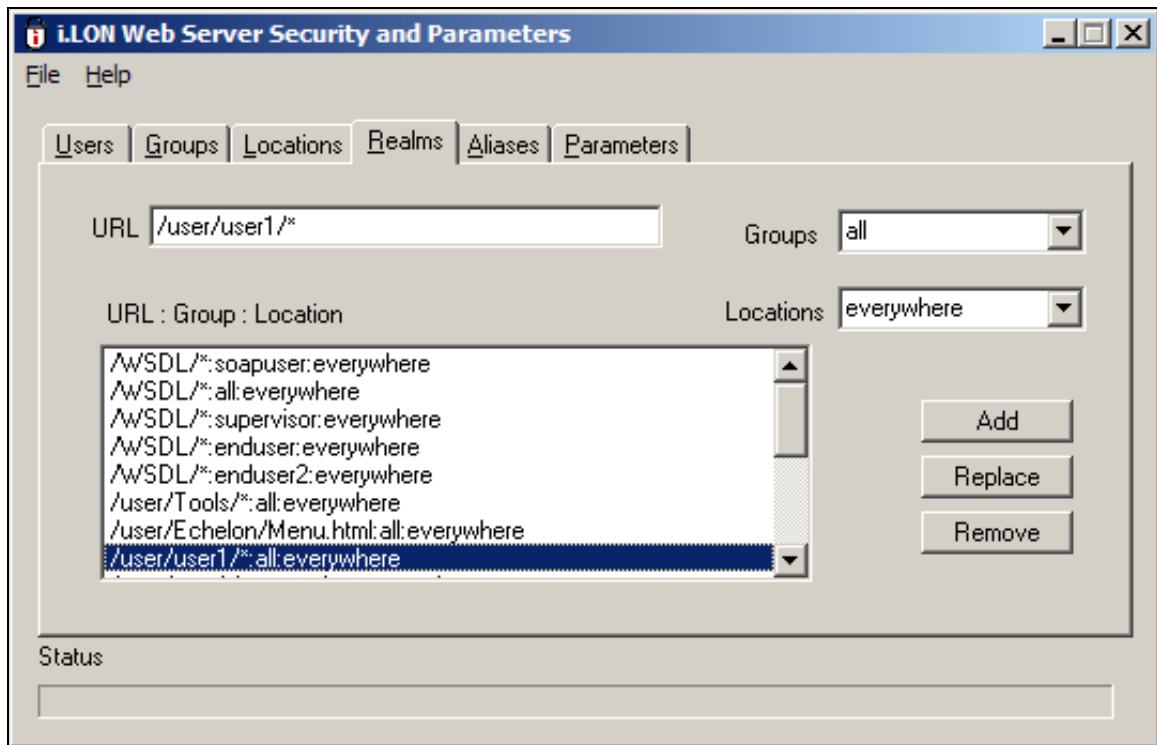 i.LON Web Server Security and Parameters
File Help
Users Groups Locations Realms Aliases Parameters
URL /user/user1/*
Groups all
URL : Group : Location
Locations everywhere
/WSDL/*:soapuser:everywhere
/WSDL/*:all:everywhere
/WSDL/*:supervisor:everywhere
/WSDL/*:enduser:everywhere
/WSDL/*:enduser2:everywhere
/user/Tools/*:all:everywhere
/user/Echelon/Menu.html:all:everywhere
/user/user1/*:all:everywhere
Add
Replace
Remove
Status